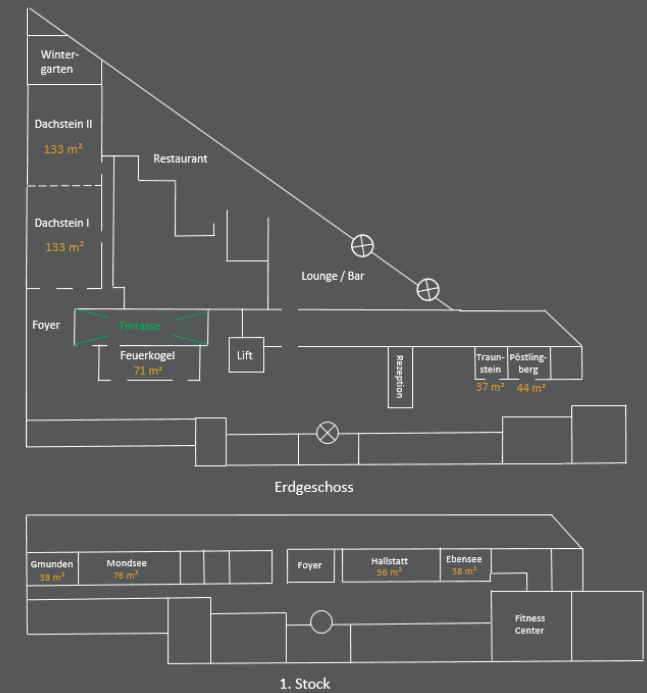 Winter-
garten
Dachstein II
133 m²
Restaurant
Dachstein I
133 m²
Lounge / Bar
Foyer
Terrasse
Feuerkogel
71 m²
Lift
Rezeption
Traun-
stein
37 m²
Pöstling-
berg
44 m²
Erdgeschoss
Gmunden
38 m²
Mondsee
76 m²
Foyer
Hallstatt
56 m²
Ebensee
38 m²
Fitness
Center
1. Stock